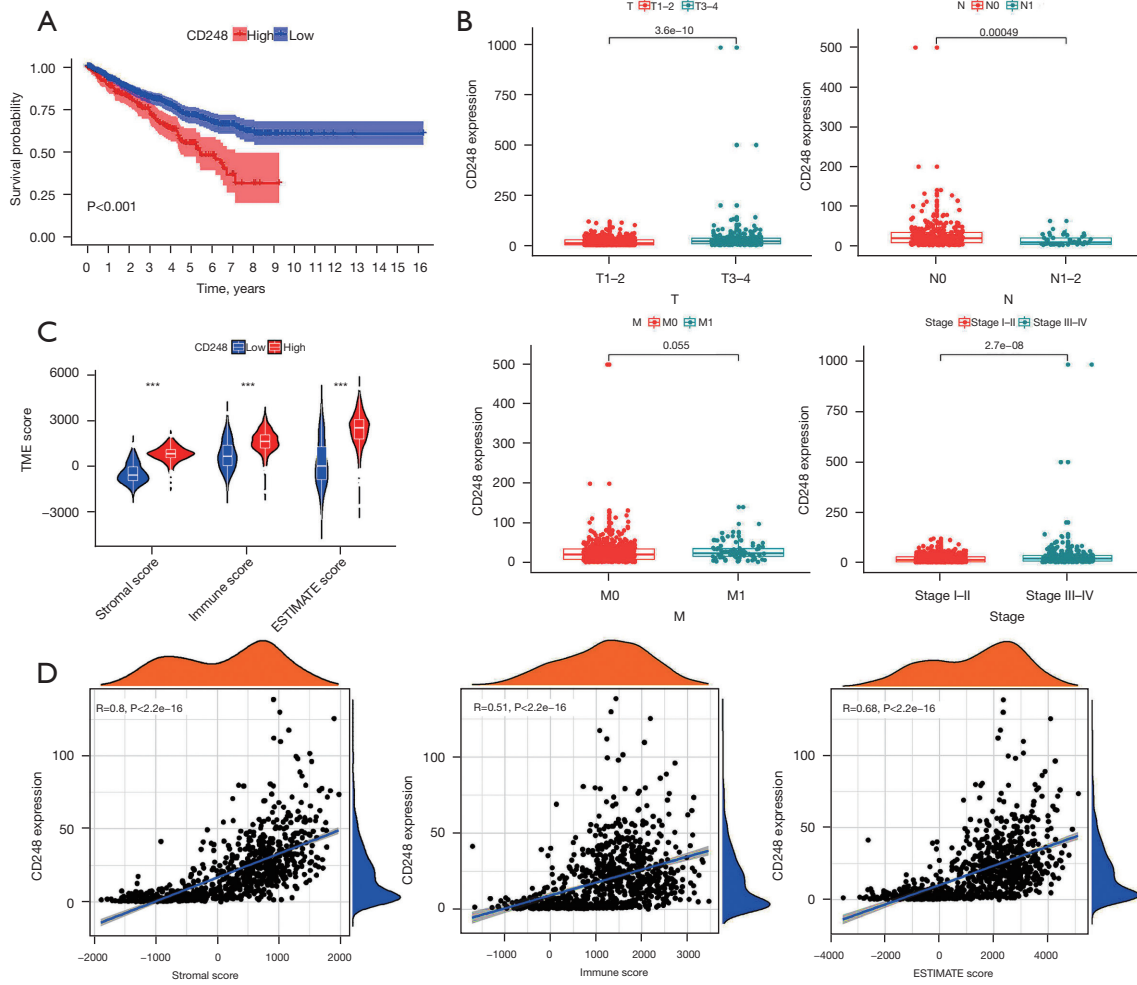 A
CD248 High Low
Survival probability
1.00
0.75
0.50
0.25
0.00
P<0.001
0 1 2 3 4 5 6 7 8 9 10 11 12 13 14 15 16
Time, years
B
T T1–2 T3–4
3.6e-10
CD248 expression
1000
750
500
250
0
T1–2 T3–4
T
N N0 N1
0.00049
CD248 expression
500
400
300
200
100
0
N0 N1–2
N
M M0 M1
0.055
CD248 expression
500
400
300
200
100
0
M0 M1
M
Stage Stage I–II Stage III–IV
2.7e-08
CD248 expression
1000
750
500
250
0
Stage I–II Stage III–IV
Stage
C
CD248 Low High
TME score
6000
3000
0
−3000
*** *** ***
Stromal score
Immune score
ESTIMATE score
D
R=0.8, P<2.2e−16
CD248 expression
100
50
0
−2000 −1000 0 1000 2000
Stromal score
R=0.51, P<2.2e−16
CD248 expression
125
100
75
50
25
0
−1000 0 1000 2000 3000
Immune score
R=0.68, P<2.2e−16
CD248 expression
100
50
0
−4000 −2000 0 2000 4000
ESTIMATE score